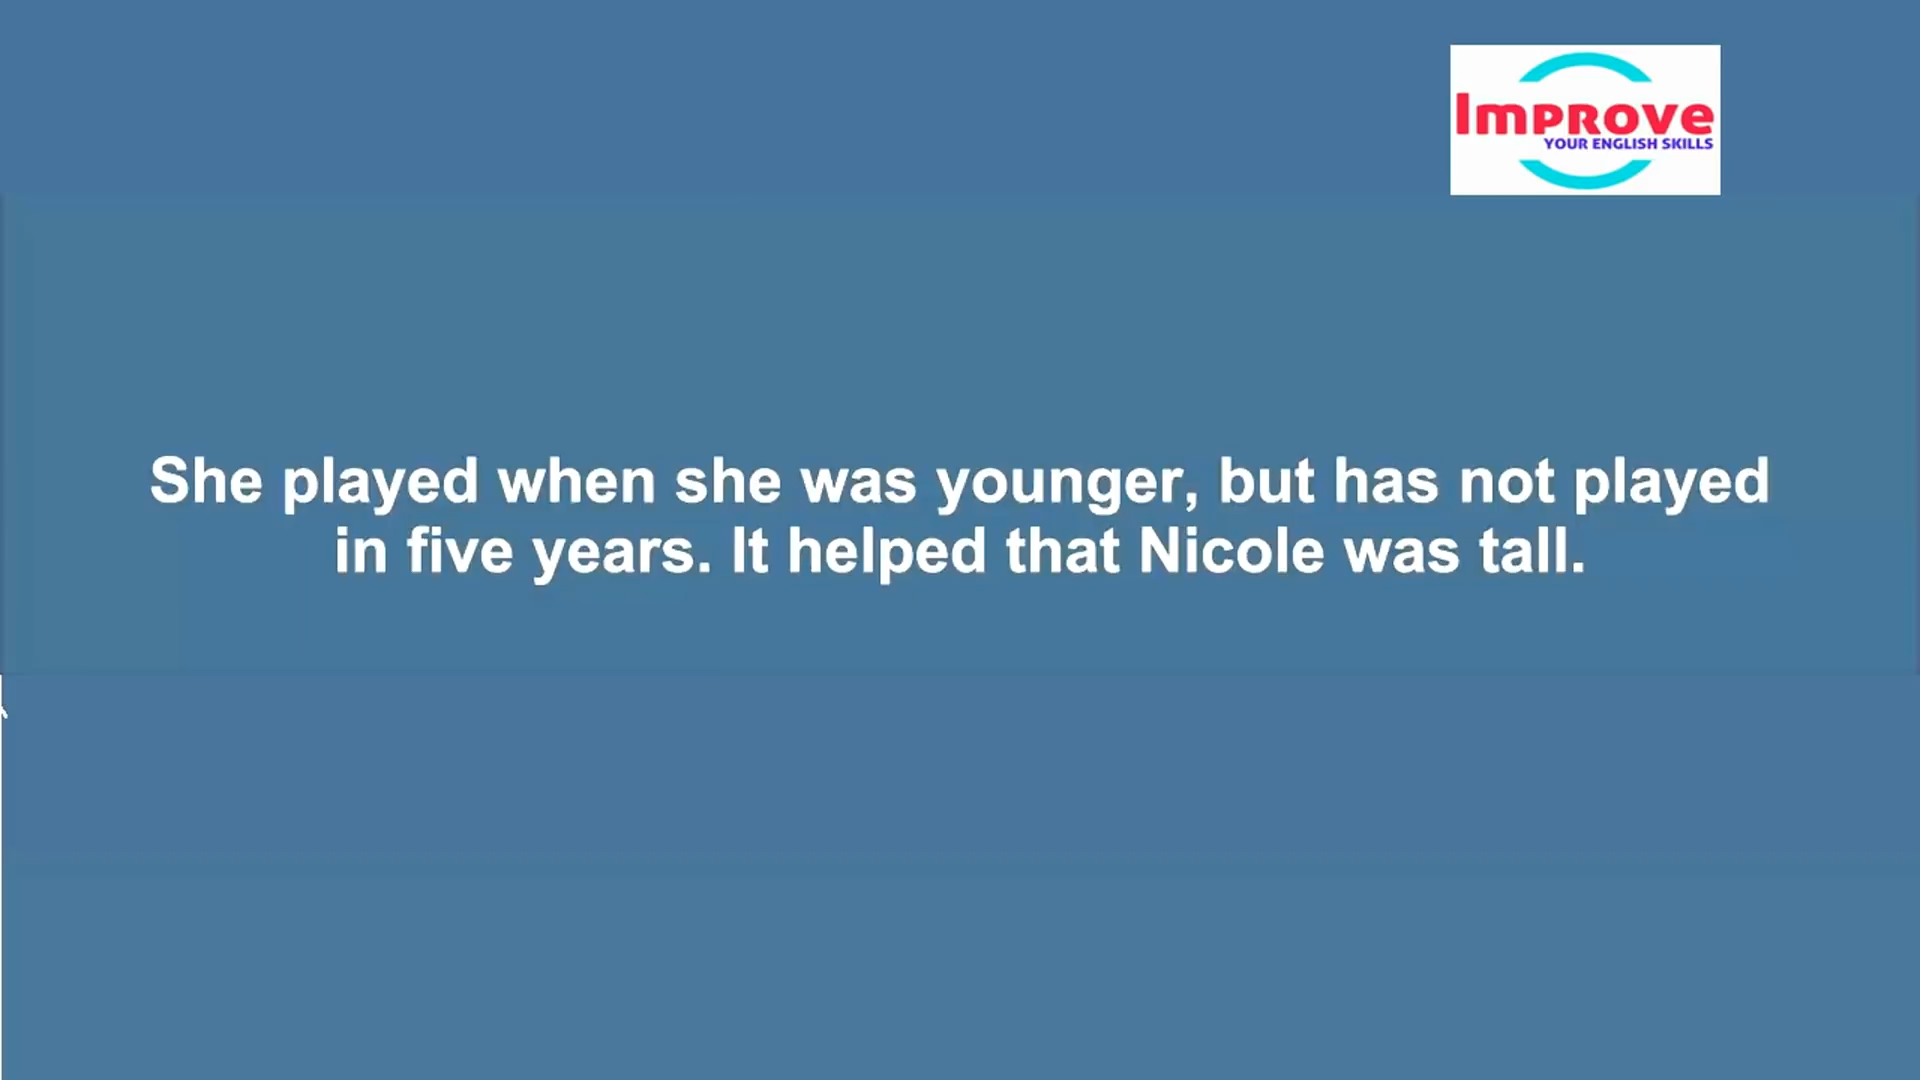 Improve
YOUR ENGLISH SKILLS
She played when she was younger, but has not played
in five years. It helped that Nicole was tall.